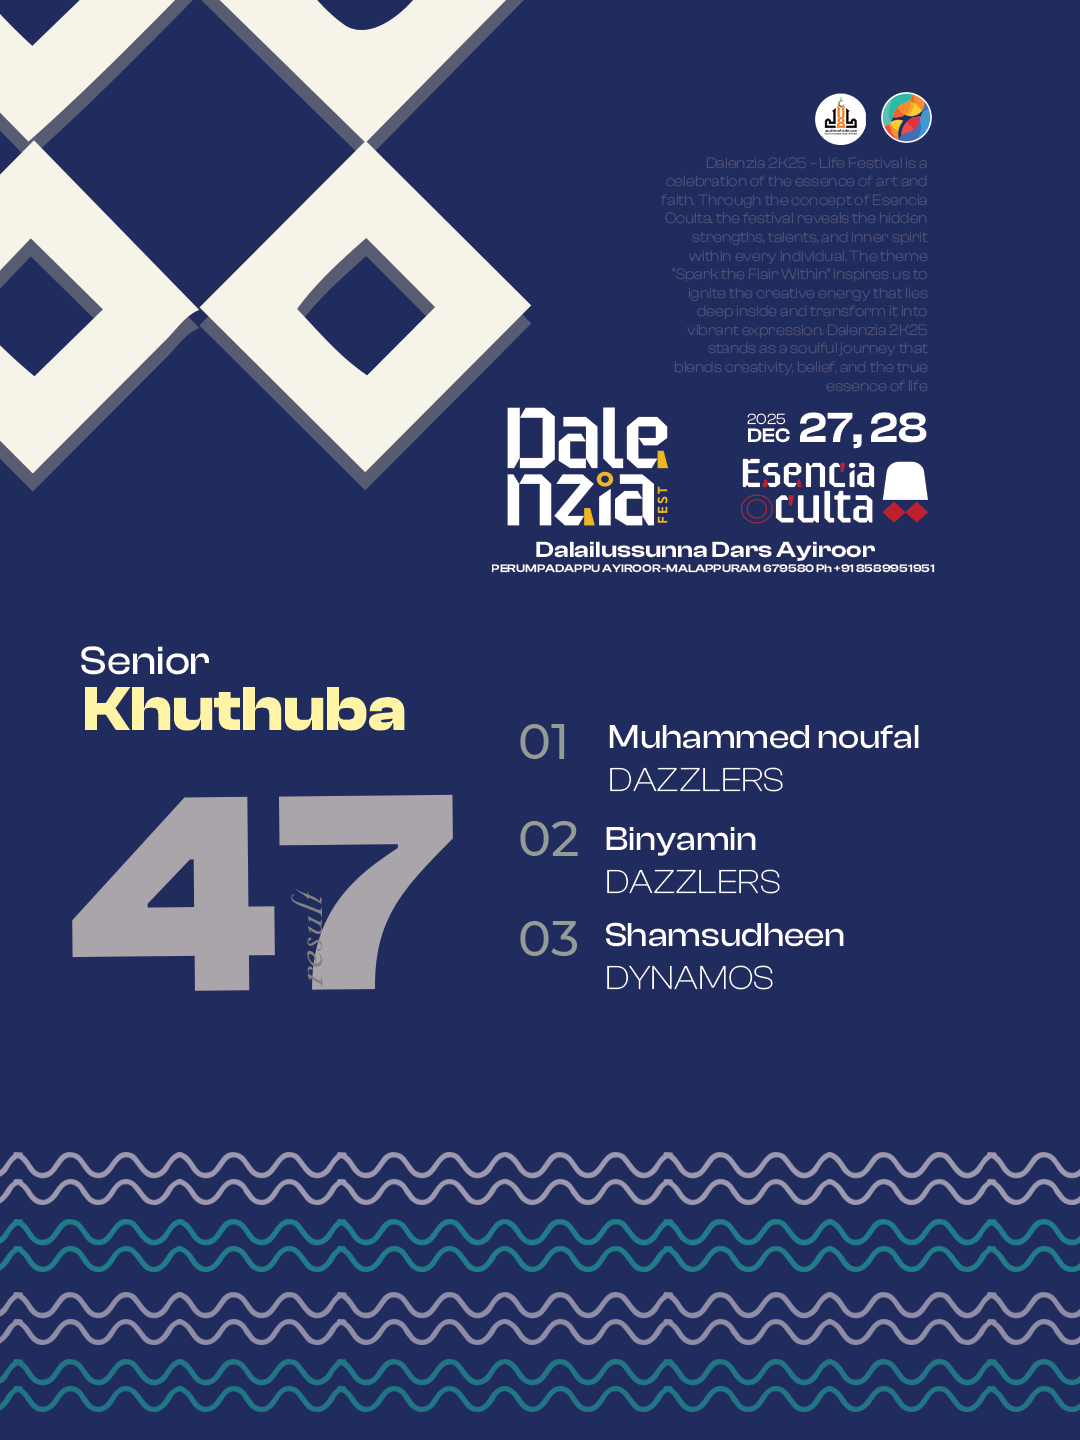 Dalenzia 2K25 – Life Festival is a
celebration of the essence of art and
faith. Through the concept of Esencia
Oculta, the festival reveals the hidden
strengths, talents, and inner spirit
within every individual. The theme
"Spark the Flair Within" inspires us to
ignite the creative energy that lies
deep inside and transform it into
vibrant expression. Dalenzia 2K25
stands as a soulful journey that
blends creativity, belief, and the true
essence of life
Dale
nzia
FEST
2025
DEC 27, 28
Esencia
Oculta
Dalailussunna Dars Ayiroor
PERUMPADAPPU AYIROOR-MALAPPURAM 679580 Ph +91 8589951951
Senior
Khuthuba
47
result
01 Muhammed noufal
DAZZLERS
02 Binyamin
DAZZLERS
03 Shamsudheen
DYNAMOS